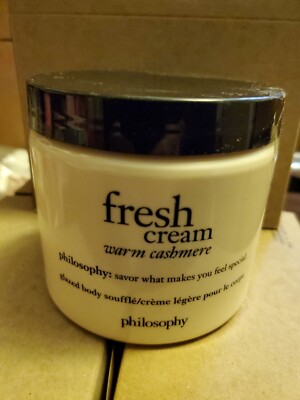 fresh
cream
warm cashmere
philosophy: savor what makes you feel special
glazed body soufflé/crème légère pour le corps
philosophy